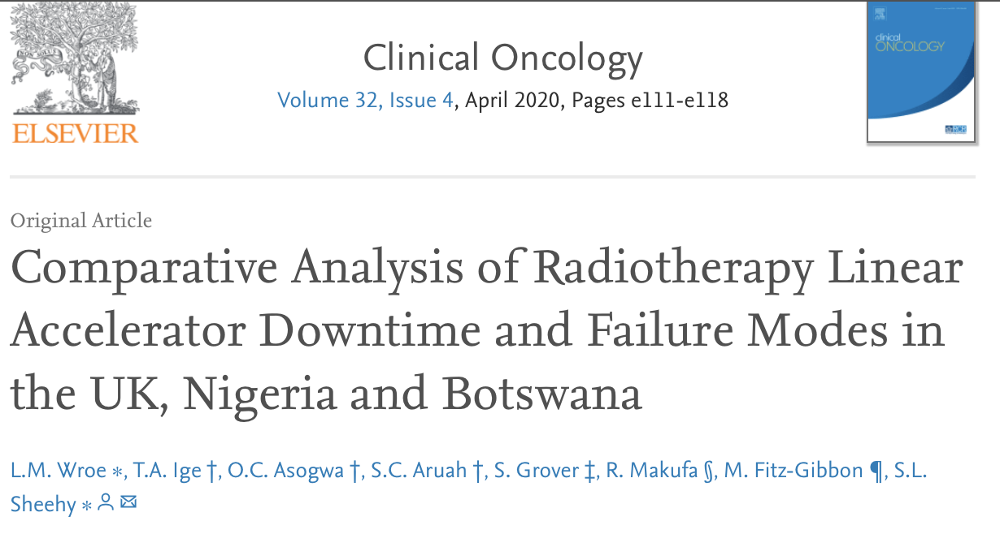 Clinical Oncology
Volume 32, Issue 4, April 2020, Pages e111-e118
ELSEVIER
clinical
ONCOLOGY
RCR
Original Article
Comparative Analysis of Radiotherapy Linear
Accelerator Downtime and Failure Modes in
the UK, Nigeria and Botswana
L.M. Wroe *, T.A. Ige †, O.C. Asogwa †, S.C. Aruah †, S. Grover ‡, R. Makufa §, M. Fitz-Gibbon ¶, S.L.
Sheehy *